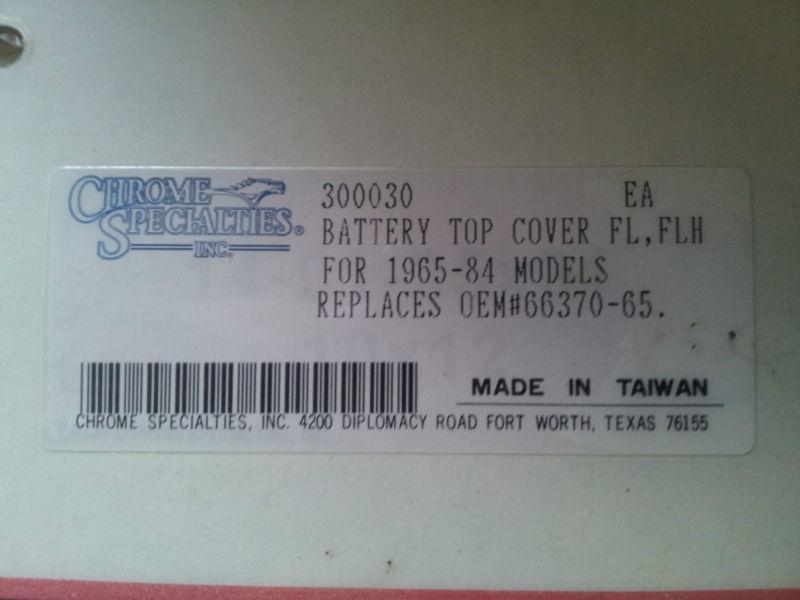 CHROME
SPECIALTIES®
INC.
300030 EA
BATTERY TOP COVER FL,FLH
FOR 1965-84 MODELS
REPLACES OEM#66370-65.
MADE IN TAIWAN
CHROME SPECIALTIES, INC. 4200 DIPLOMACY ROAD FORT WORTH, TEXAS 76155